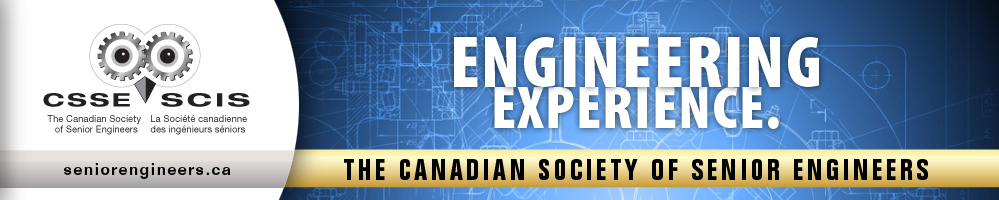 CSSE SCIS
The Canadian Society
of Senior Engineers
La Société canadienne
des ingénieurs séniors
seniorengineers.ca
ENGINEERING
EXPERIENCE.
THE CANADIAN SOCIETY OF SENIOR ENGINEERS